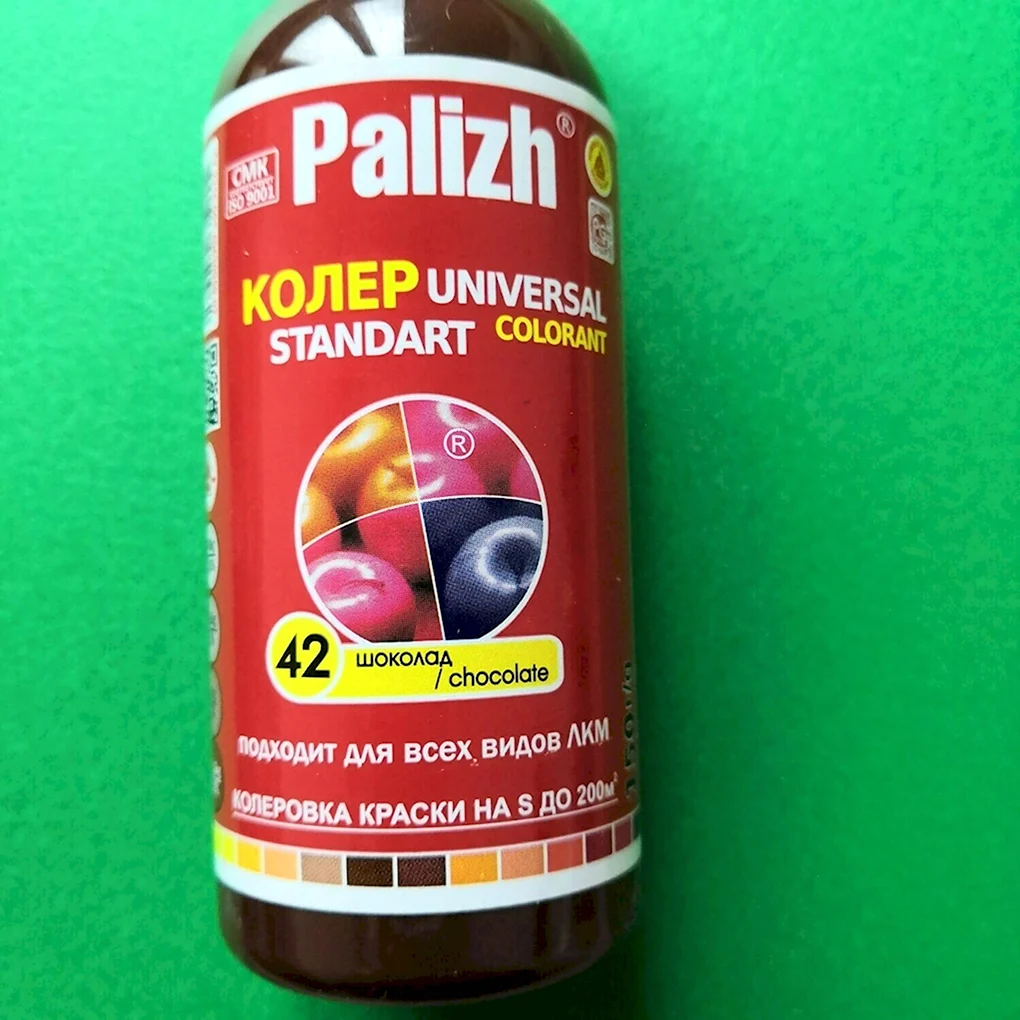 Palizh®
СМК
ISO 9001
КОЛЕР UNIVERSAL
STANDART COLORANT
®
42 шоколад
/ chocolate
подходит для всех видов ЛКМ
КОЛЕРОВКА КРАСКИ НА S ДО 200м²